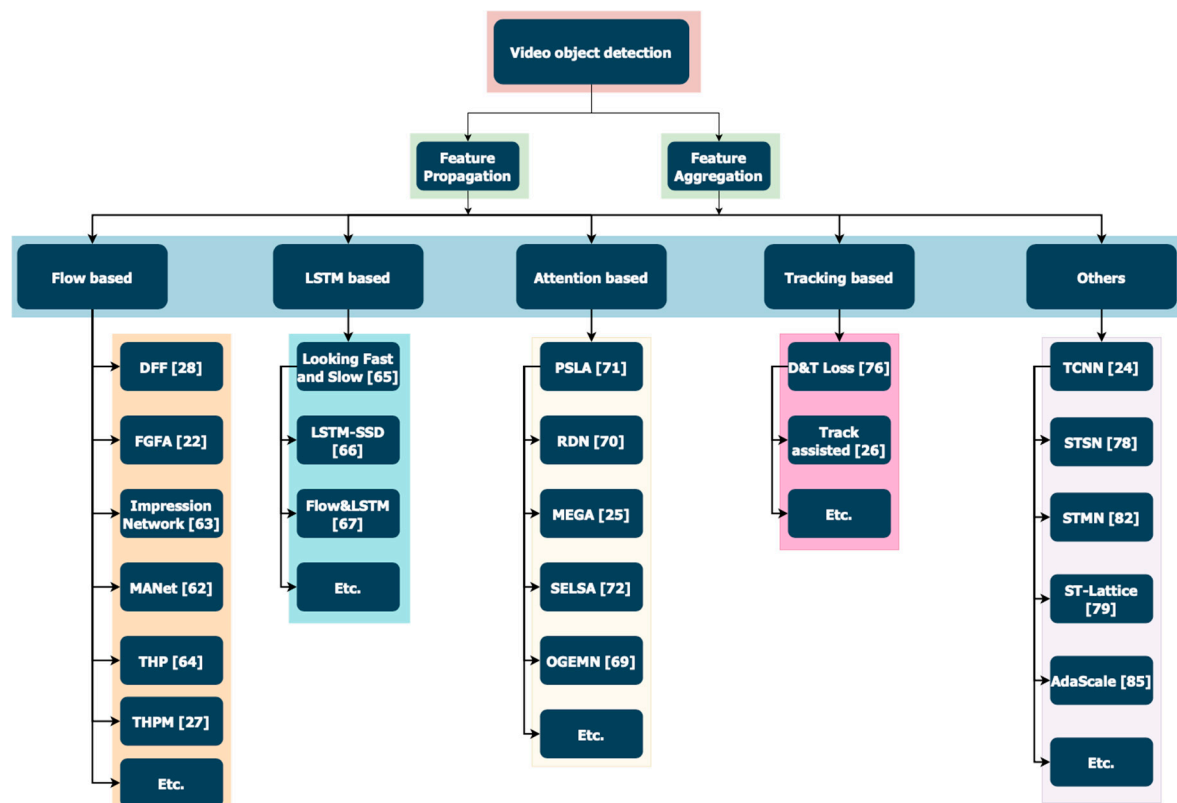 Video object detection
Feature
Propagation
Feature
Aggregation
Flow based
LSTM based
Attention based
Tracking based
Others
DFF [28]
FGFA [22]
Impression
Network [63]
MANet [62]
THP [64]
THPM [27]
Etc.
Looking Fast
and Slow [65]
LSTM-SSD
[66]
Flow&LSTM
[67]
Etc.
PSLA [71]
RDN [70]
MEGA [25]
SELSA [72]
OGEMN [69]
Etc.
D&T Loss [76]
Track
assisted [26]
Etc.
TCNN [24]
STSN [78]
STMN [82]
ST-Lattice
[79]
AdaScale [85]
Etc.